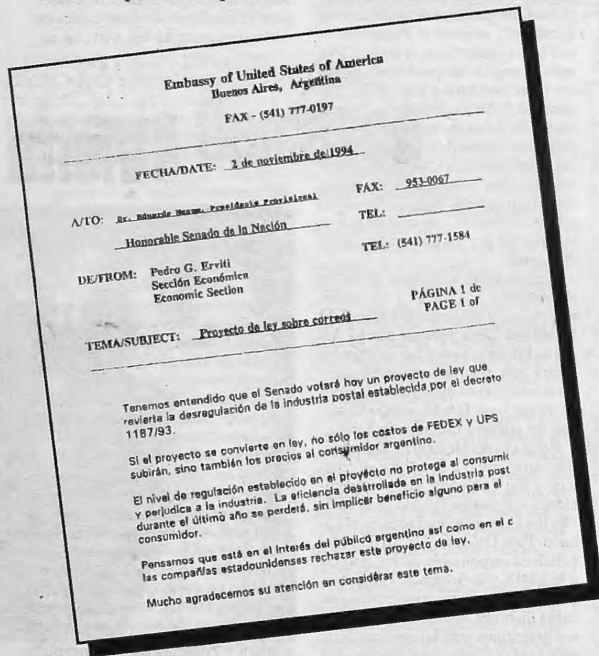 Embassy of United States of America
Buenos Aires, Argentina
FAX - (541) 777-0197
FECHA/DATE: 2 de noviembre de 1994
A/TO: Dr. Eduardo Menem, Presidente Provisional FAX: 953-0067
Honorable Senado de la Nación TEL:
DE/FROM: Pedro G. Erviti TEL: (541) 777-1584
Sección Económica
Economic Section
PÁGINA 1 de
TEMA/SUBJECT: Proyecto de ley sobre correos PAGE 1 of
Tenemos entendido que el Senado votará hoy un proyecto de ley que
revierte la desregulación de la industria postal establecida por el decreto
1187/93.
Si el proyecto se convierte en ley, no sólo los costos de FEDEX y UPS
subirán, sino también los precios al consumidor argentino.
El nivel de regulación establecido en el proyecto no protege al consumic
y perjudica a la industria. La eficiencia desarrollada en la industria post
durante el último año se perderá, sin implicar beneficio alguno para el
consumidor.
Pensamos que está en el interés del público argentino así como en el c
las compañías estadounidenses rechazar este proyecto de ley.
Mucho agradecemos su atención en considerar este tema.